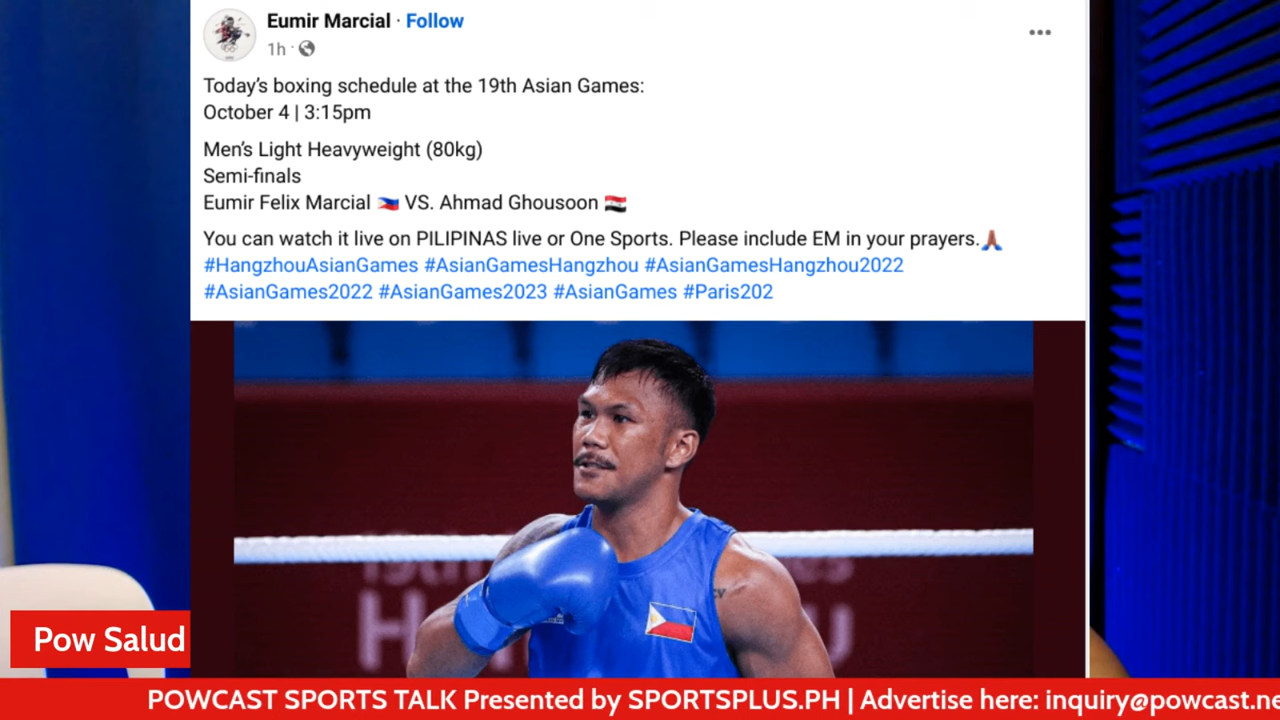 Eumir Marcial · Follow
1h ·
Today's boxing schedule at the 19th Asian Games:
October 4 | 3:15pm
Men's Light Heavyweight (80kg)
Semi-finals
Eumir Felix Marcial 🇵🇭 VS. Ahmad Ghousoon 🇸🇾
You can watch it live on PILIPINAS live or One Sports. Please include EM in your prayers.🙏🏾
#HangzhouAsianGames #AsianGamesHangzhou #AsianGamesHangzhou2022
#AsianGames2022 #AsianGames2023 #AsianGames #Paris202
Pow Salud
POWCAST SPORTS TALK Presented by SPORTSPLUS.PH | Advertise here: inquiry@powcast.ne